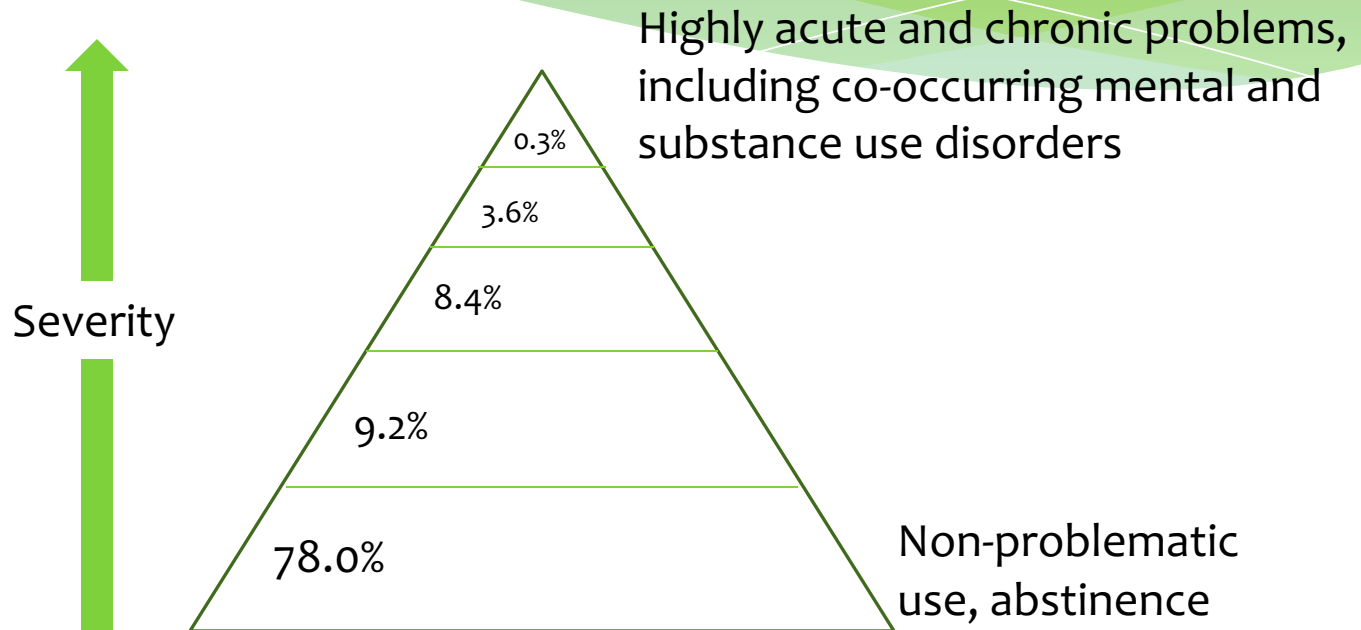 Highly acute and chronic problems,
including co-occurring mental and
substance use disorders
0.3%
3.6%
8.4%
Severity
9.2%
78.0%
Non-problematic
use, abstinence